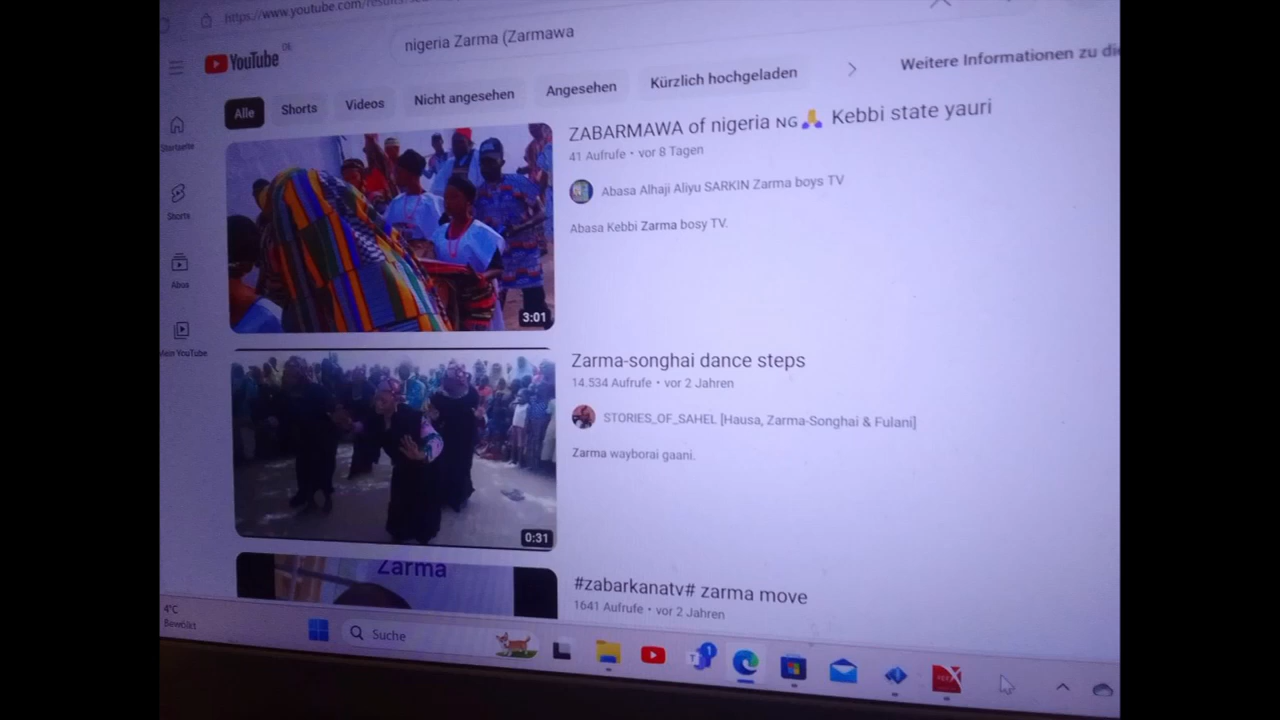 https://www.youtube.com/
YouTube DE
nigeria Zarma (Zarmawa
Alle
Shorts
Videos
Nicht angesehen
Angesehen
Kürzlich hochgeladen
Weitere Informationen zu
Startseite
Shorts
Abos
Mein YouTube
ZABARMAWA of nigeria NG🙏 Kebbi state yauri
41 Aufrufe • vor 8 Tagen
Abasa Alhaji Aliyu SARKIN Zarma boys TV
Abasa Kebbi Zarma bosy TV.
3:01
Zarma-songhai dance steps
14.534 Aufrufe • vor 2 Jahren
STORIES_OF_SAHEL [Hausa, Zarma-Songhai & Fulani]
Zarma wayborai gaani.
0:31
Zarma
#zabarkanatv# zarma move
1641 Aufrufe • vor 2 Jahren
4°C
Bewölkt
Suche
1